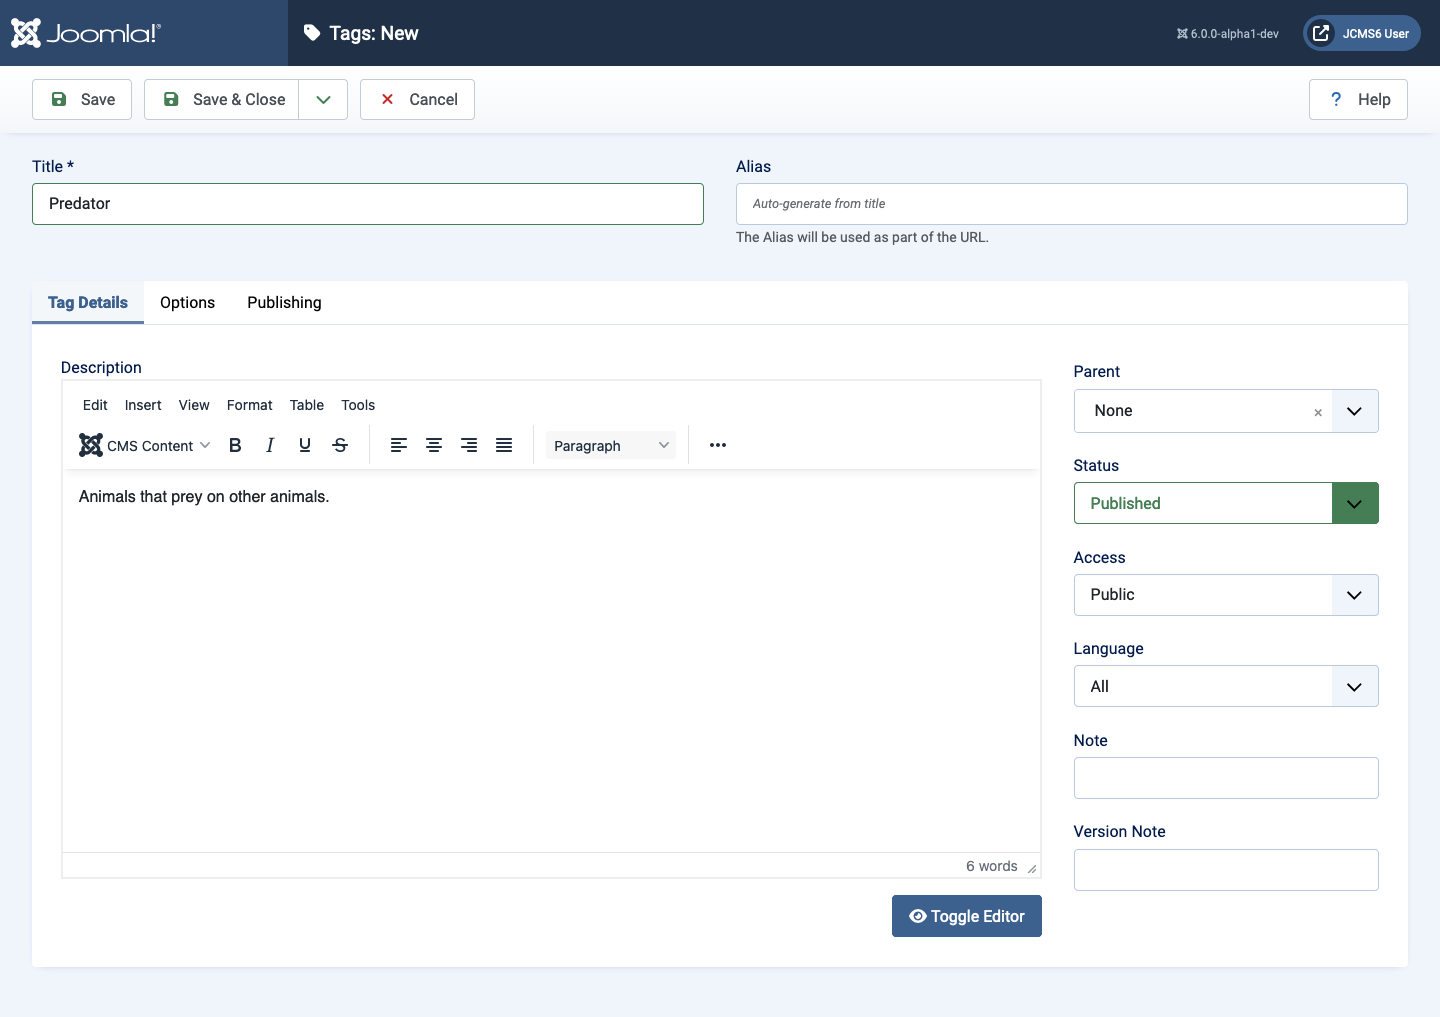 Joomla!®
Tags: New
6.0.0-alpha1-dev
JCMS6 User
Save
Save & Close
Cancel
? Help
Title *
Predator
Alias
Auto-generate from title
The Alias will be used as part of the URL.
Tag Details
Options
Publishing
Description
Edit Insert View Format Table Tools
CMS Content B I U S Paragraph
Animals that prey on other animals.
6 words
Toggle Editor
Parent
None ×
Status
Published
Access
Public
Language
All
Note
Version Note